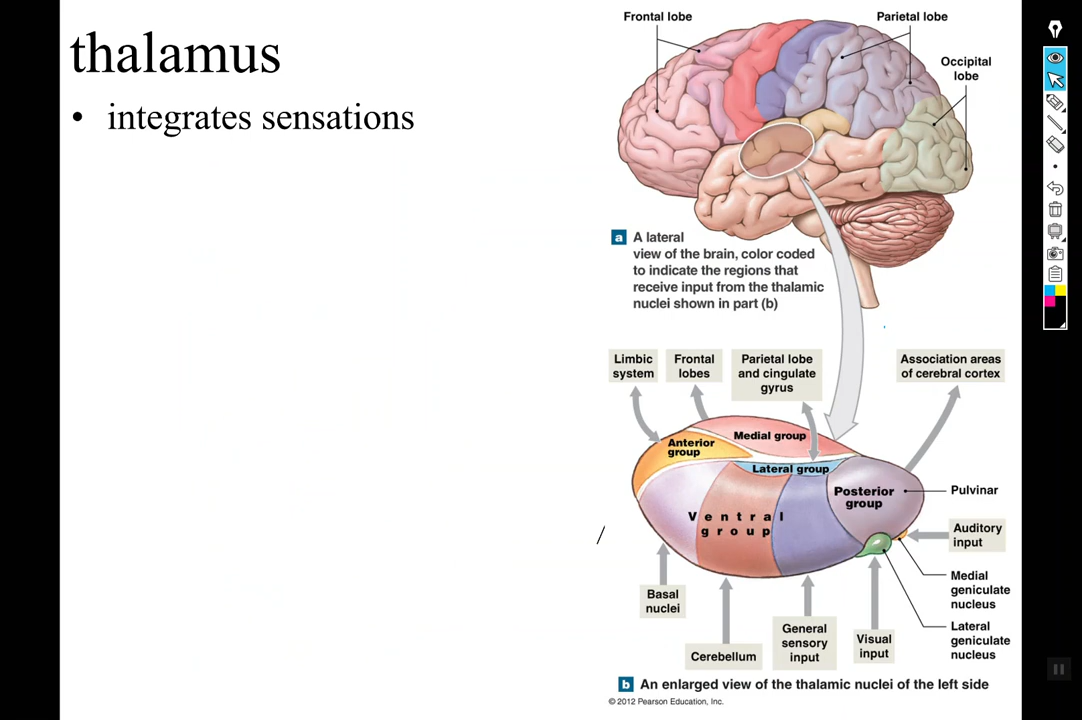 thalamus
• integrates sensations
Frontal lobe
Parietal lobe
Occipital
lobe
a A lateral
view of the brain, color coded
to indicate the regions that
receive input from the thalamic
nuclei shown in part (b)
Limbic
system
Frontal
lobes
Parietal lobe
and cingulate
gyrus
Association areas
of cerebral cortex
Medial group
Anterior
group
Lateral group
Posterior
group
Pulvinar
Ventral
group
Auditory
input
Medial
geniculate
nucleus
Basal
nuclei
Lateral
geniculate
nucleus
General
sensory
input
Visual
input
Cerebellum
b An enlarged view of the thalamic nuclei of the left side
© 2012 Pearson Education, Inc.